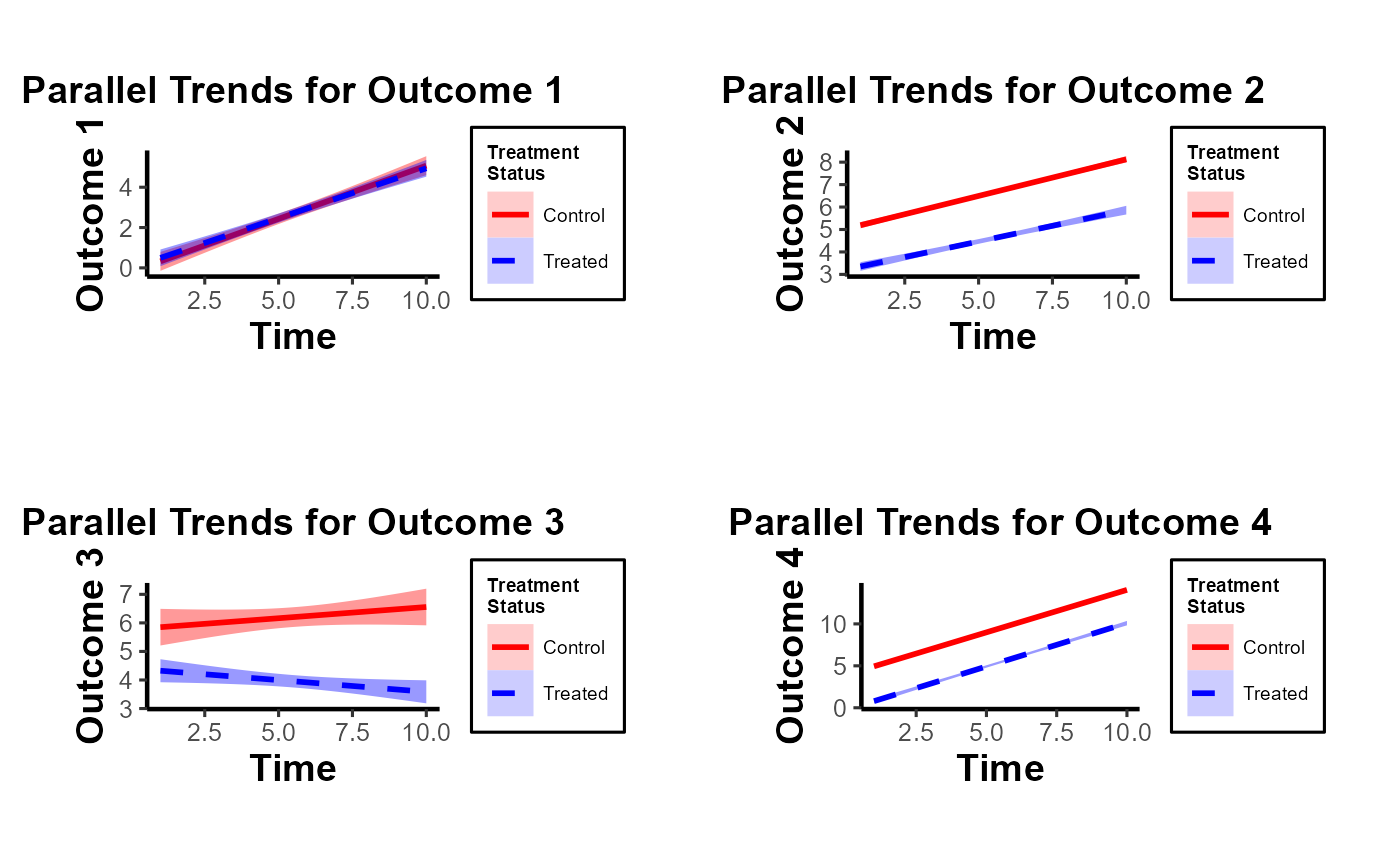 Parallel Trends for Outcome 1
Outcome 1
4
2
0
2.5 5.0 7.5 10.0
Time
Treatment
Status
Control
Treated
Parallel Trends for Outcome 2
Outcome 2
8
7
6
5
4
3
2.5 5.0 7.5 10.0
Time
Treatment
Status
Control
Treated
Parallel Trends for Outcome 3
Outcome 3
7
6
5
4
3
2.5 5.0 7.5 10.0
Time
Treatment
Status
Control
Treated
Parallel Trends for Outcome 4
Outcome 4
10
5
0
2.5 5.0 7.5 10.0
Time
Treatment
Status
Control
Treated